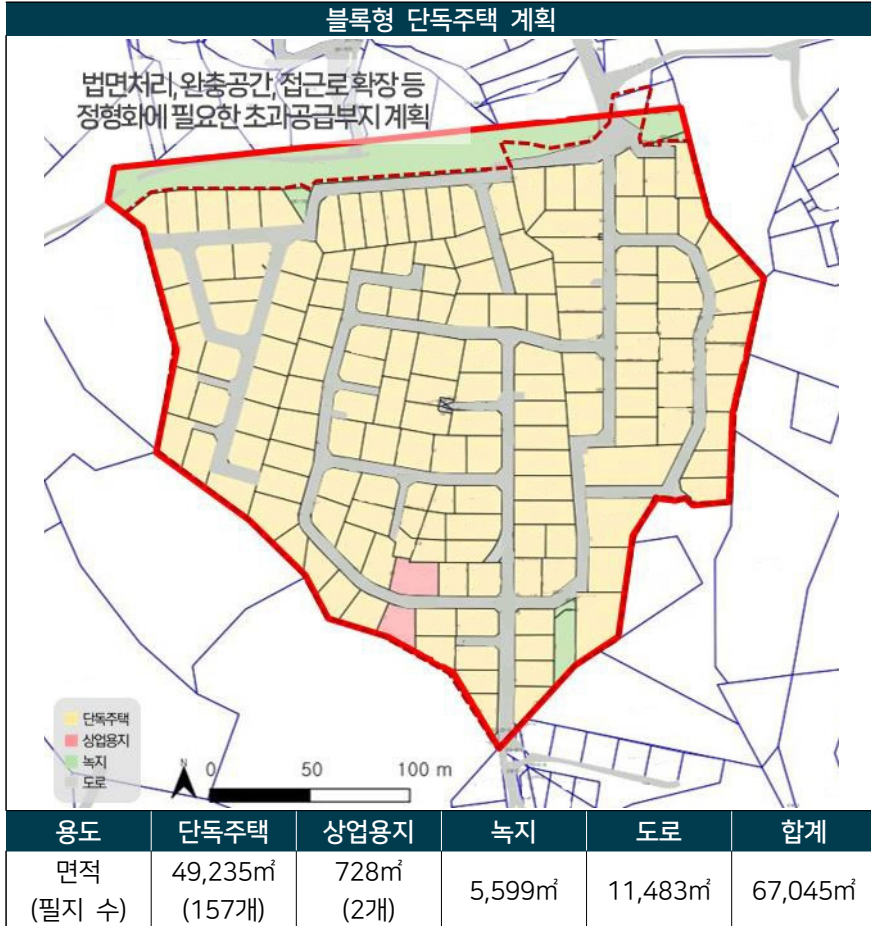 블록형 단독주택 계획
법면처리, 완충공간, 접근로 확장 등
정형화에 필요한 초과공급부지 계획
단독주택
상업용지
녹지
도로
N
0 50 100 m
용도 단독주택 상업용지 녹지 도로 합계
면적 (필지 수) 49,235㎡ (157개) 728㎡ (2개) 5,599㎡ 11,483㎡ 67,045㎡